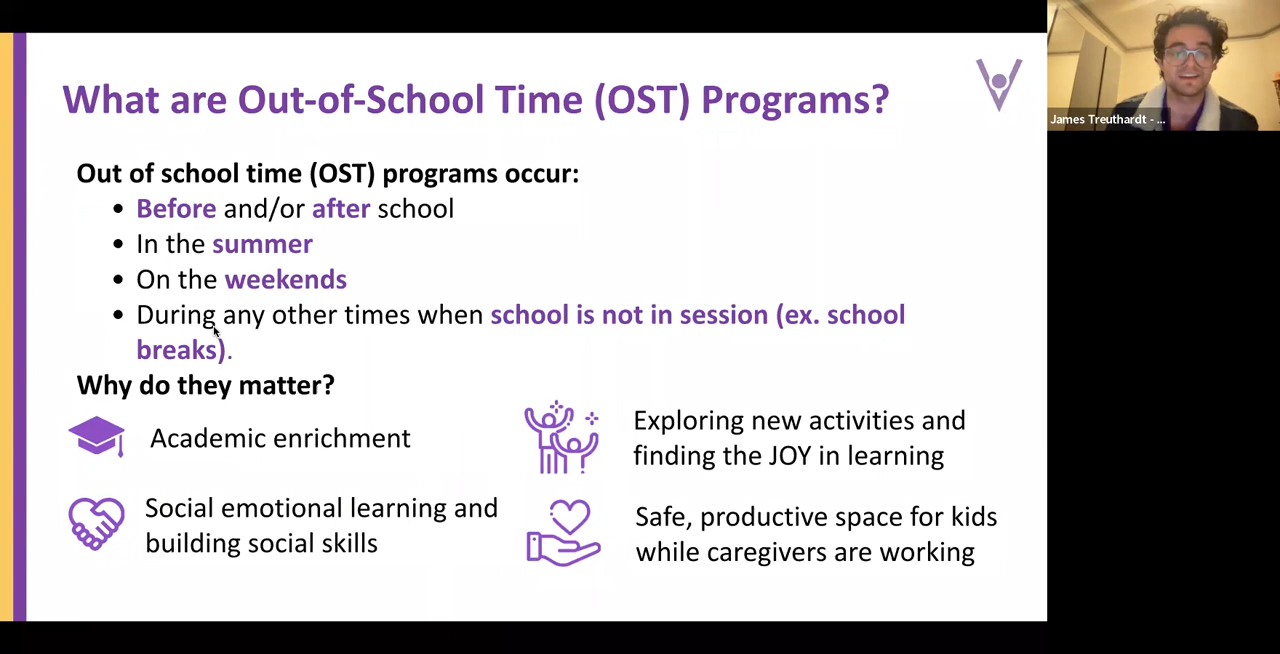 What are Out-of-School Time (OST) Programs?
James Treuthardt - ...
Out of school time (OST) programs occur:
• Before and/or after school
• In the summer
• On the weekends
• During any other times when school is not in session (ex. school
breaks).
Why do they matter?
Academic enrichment
Exploring new activities and
finding the JOY in learning
Social emotional learning and
building social skills
Safe, productive space for kids
while caregivers are working